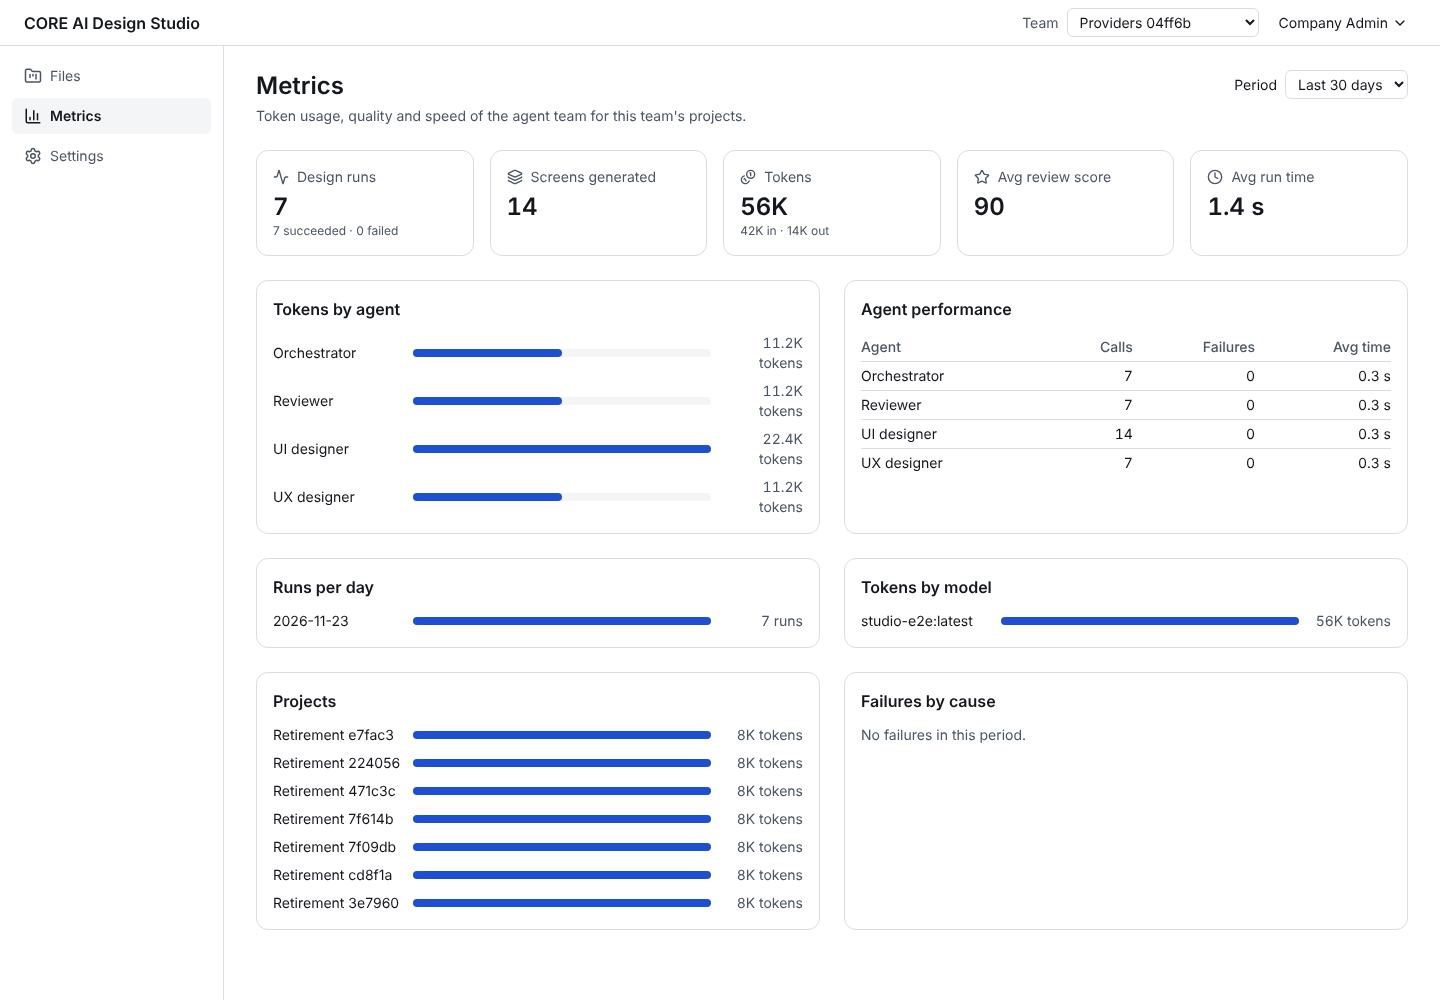 CORE AI Design Studio
Team
Providers 04ff6b
Company Admin
Files
Metrics
Settings
Metrics
Period
Last 30 days
Token usage, quality and speed of the agent team for this team's projects.
Design runs
7
7 succeeded · 0 failed
Screens generated
14
Tokens
56K
42K in · 14K out
Avg review score
90
Avg run time
1.4 s
Tokens by agent
Orchestrator
11.2K
tokens
Reviewer
11.2K
tokens
UI designer
22.4K
tokens
UX designer
11.2K
tokens
Agent performance
Agent Calls Failures Avg time
Orchestrator 7 0 0.3 s
Reviewer 7 0 0.3 s
UI designer 14 0 0.3 s
UX designer 7 0 0.3 s
Runs per day
2026-11-23 7 runs
Tokens by model
studio-e2e:latest 56K tokens
Projects
Retirement e7fac3 8K tokens
Retirement 224056 8K tokens
Retirement 471c3c 8K tokens
Retirement 7f614b 8K tokens
Retirement 7f09db 8K tokens
Retirement cd8f1a 8K tokens
Retirement 3e7960 8K tokens
Failures by cause
No failures in this period.